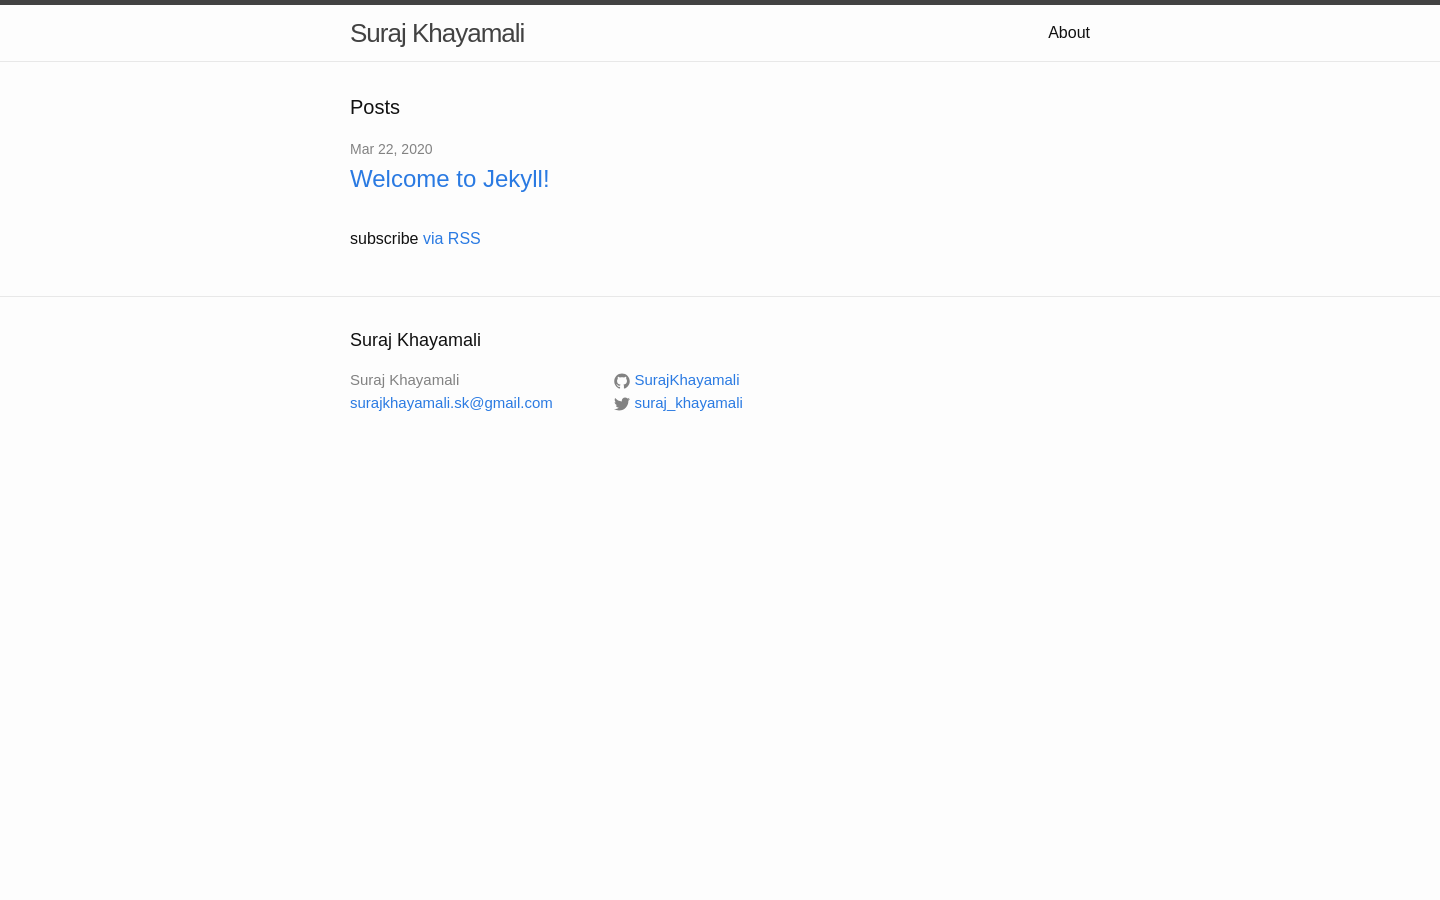 Suraj Khayamali
About
Posts
Mar 22, 2020
Welcome to Jekyll!
subscribe via RSS
Suraj Khayamali
Suraj Khayamali
surajkhayamali.sk@gmail.com
SurajKhayamali
suraj_khayamali